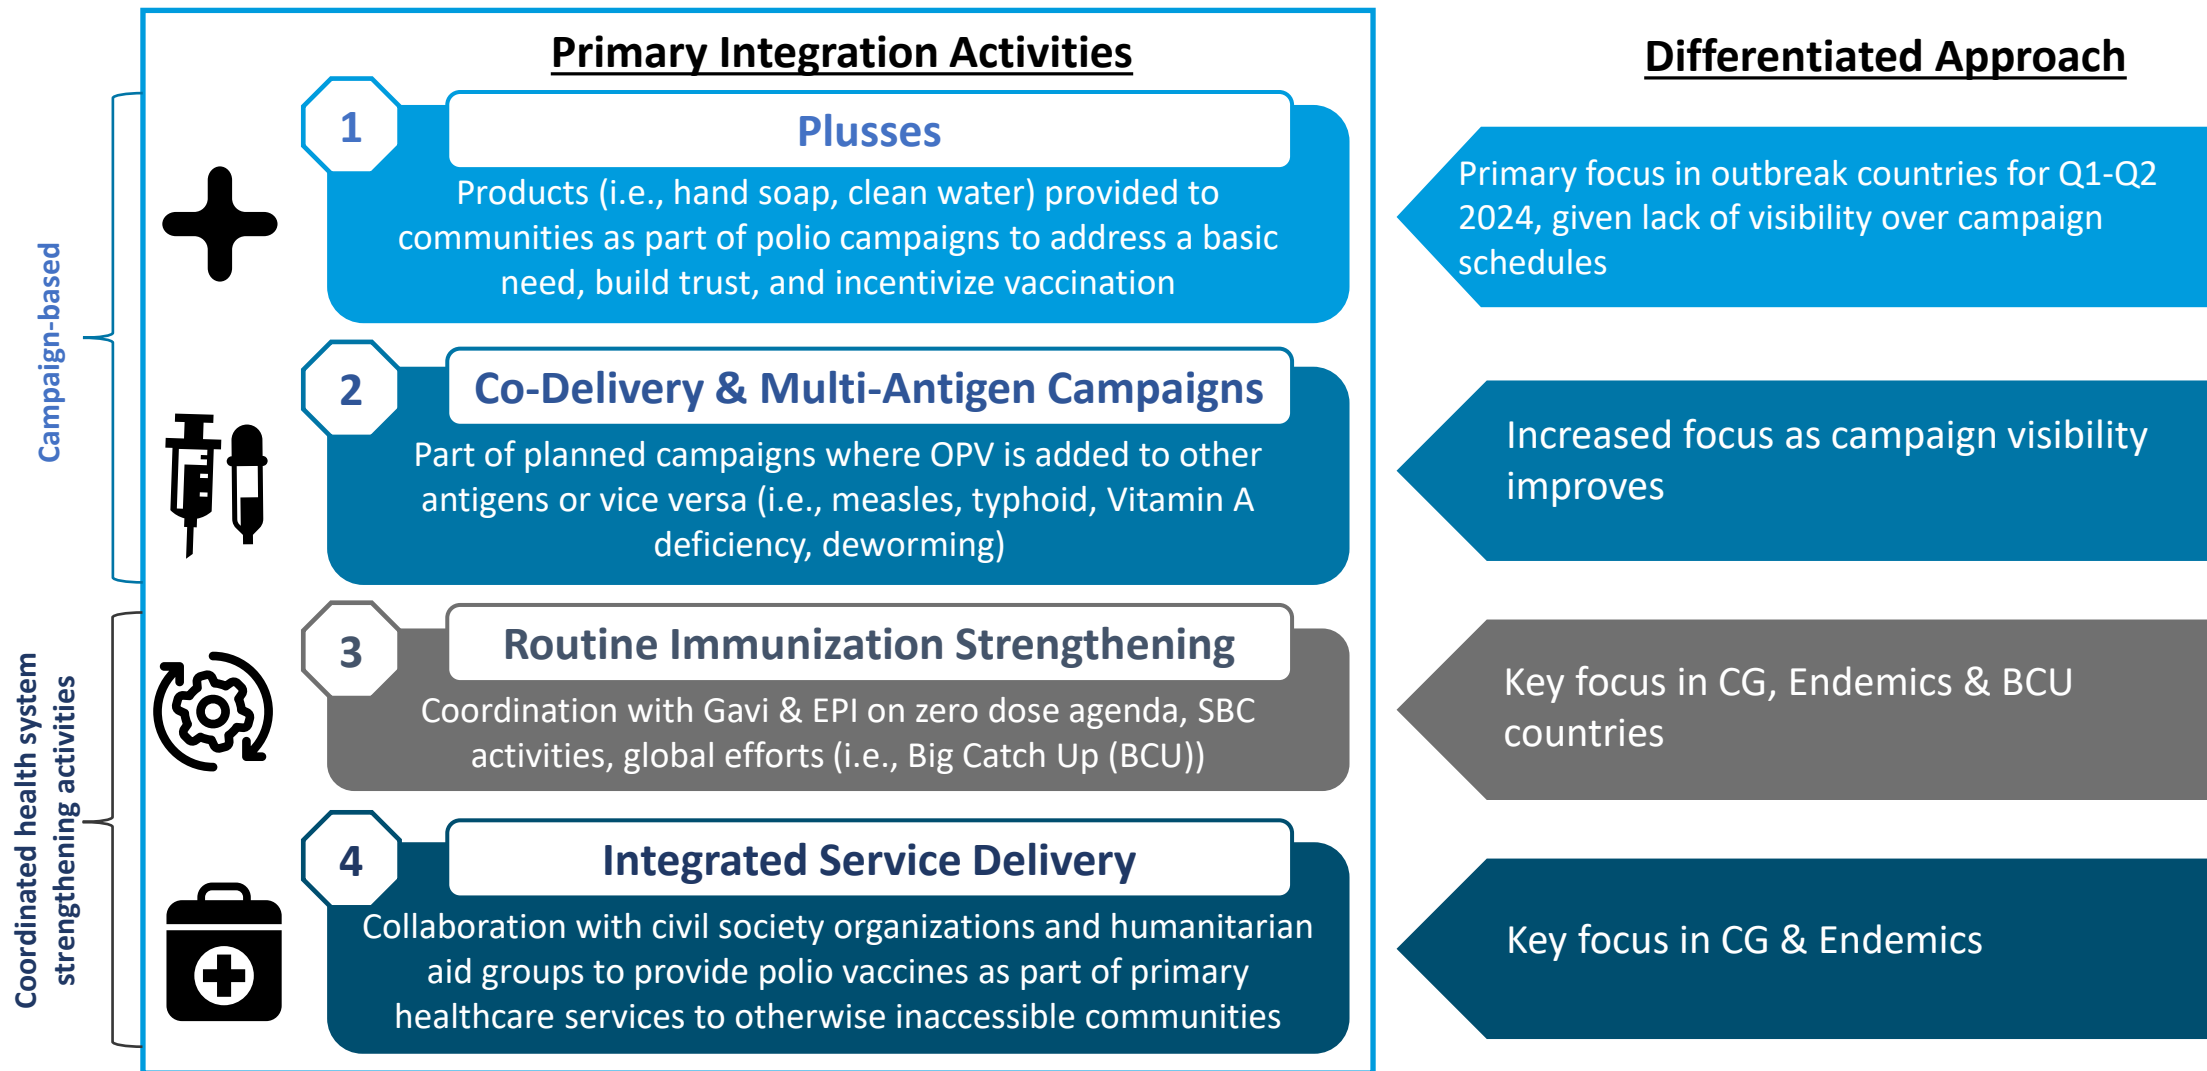 Primary Integration Activities
Differentiated Approach
Campaign-based
1
Plusses
Products (i.e., hand soap, clean water) provided to
communities as part of polio campaigns to address a basic
need, build trust, and incentivize vaccination
Primary focus in outbreak countries for Q1-Q2
2024, given lack of visibility over campaign
schedules
2
Co-Delivery & Multi-Antigen Campaigns
Part of planned campaigns where OPV is added to other
antigens or vice versa (i.e., measles, typhoid, Vitamin A
deficiency, deworming)
Increased focus as campaign visibility
improves
Coordinated health system
strengthening activities
3
Routine Immunization Strengthening
Coordination with Gavi & EPI on zero dose agenda, SBC
activities, global efforts (i.e., Big Catch Up (BCU))
Key focus in CG, Endemics & BCU
countries
4
Integrated Service Delivery
Collaboration with civil society organizations and humanitarian
aid groups to provide polio vaccines as part of primary
healthcare services to otherwise inaccessible communities
Key focus in CG & Endemics